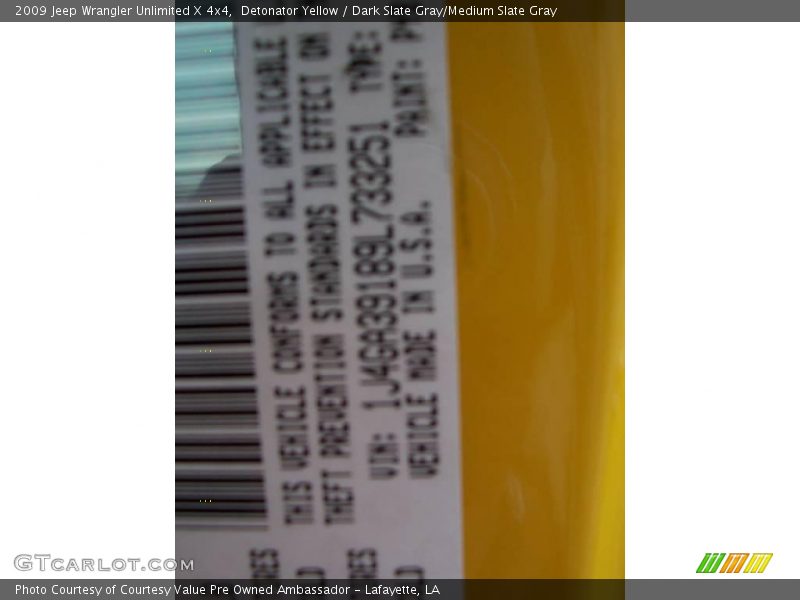 2009 Jeep Wrangler Unlimited X 4x4,  Detonator Yellow / Dark Slate Gray/Medium Slate Gray
THIS VEHICLE CONFORMS TO ALL APPLICABLE
THEFT PREVENTION STANDARDS IN EFFECT ON
VIN: 1J4GA39189L733251 TYPE:
VEHICLE MADE IN U.S.A. PAINT:
GTCARLOT.COM
Photo Courtesy of Courtesy Value Pre Owned Ambassador - Lafayette, LA